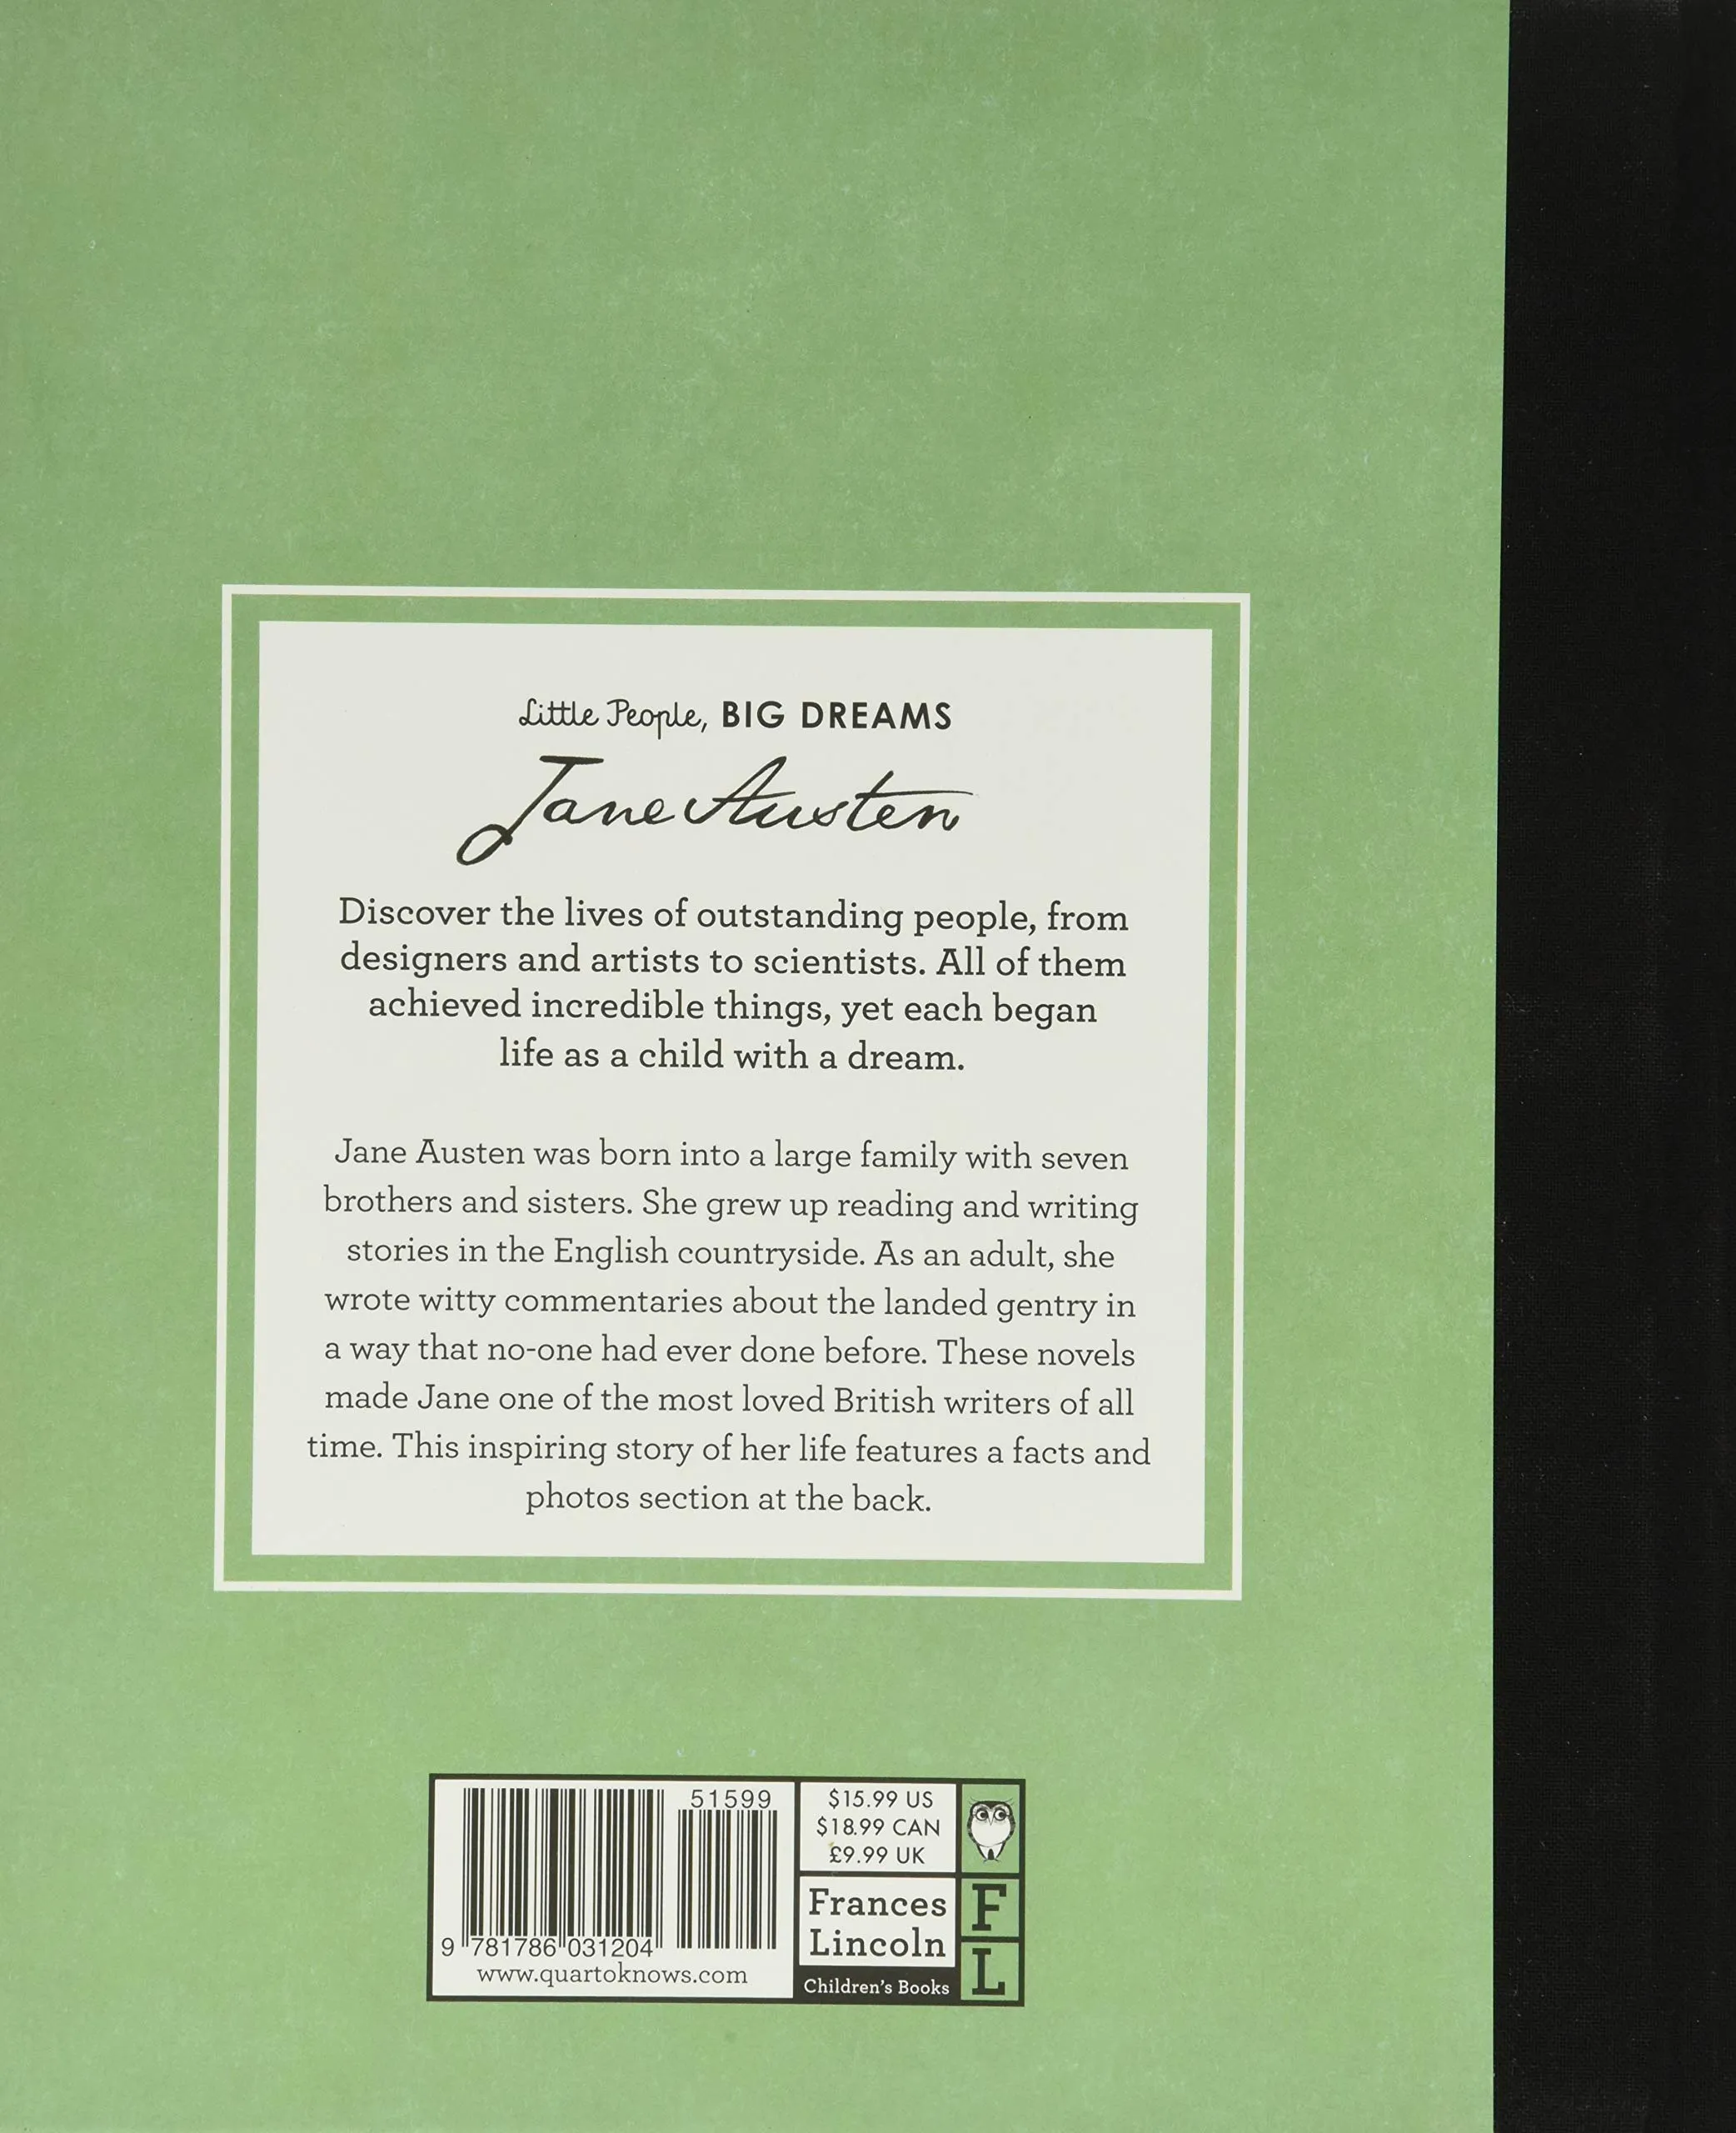 Little People, BIG DREAMS
Jane Austen
Discover the lives of outstanding people, from
designers and artists to scientists. All of them
achieved incredible things, yet each began
life as a child with a dream.
Jane Austen was born into a large family with seven
brothers and sisters. She grew up reading and writing
stories in the English countryside. As an adult, she
wrote witty commentaries about the landed gentry in
a way that no-one had ever done before. These novels
made Jane one of the most loved British writers of all
time. This inspiring story of her life features a facts and
photos section at the back.
51599
9 781786 031204
www.quartoknows.com
$15.99 US
$18.99 CAN
£9.99 UK
Frances
Lincoln
Children's Books
F
L